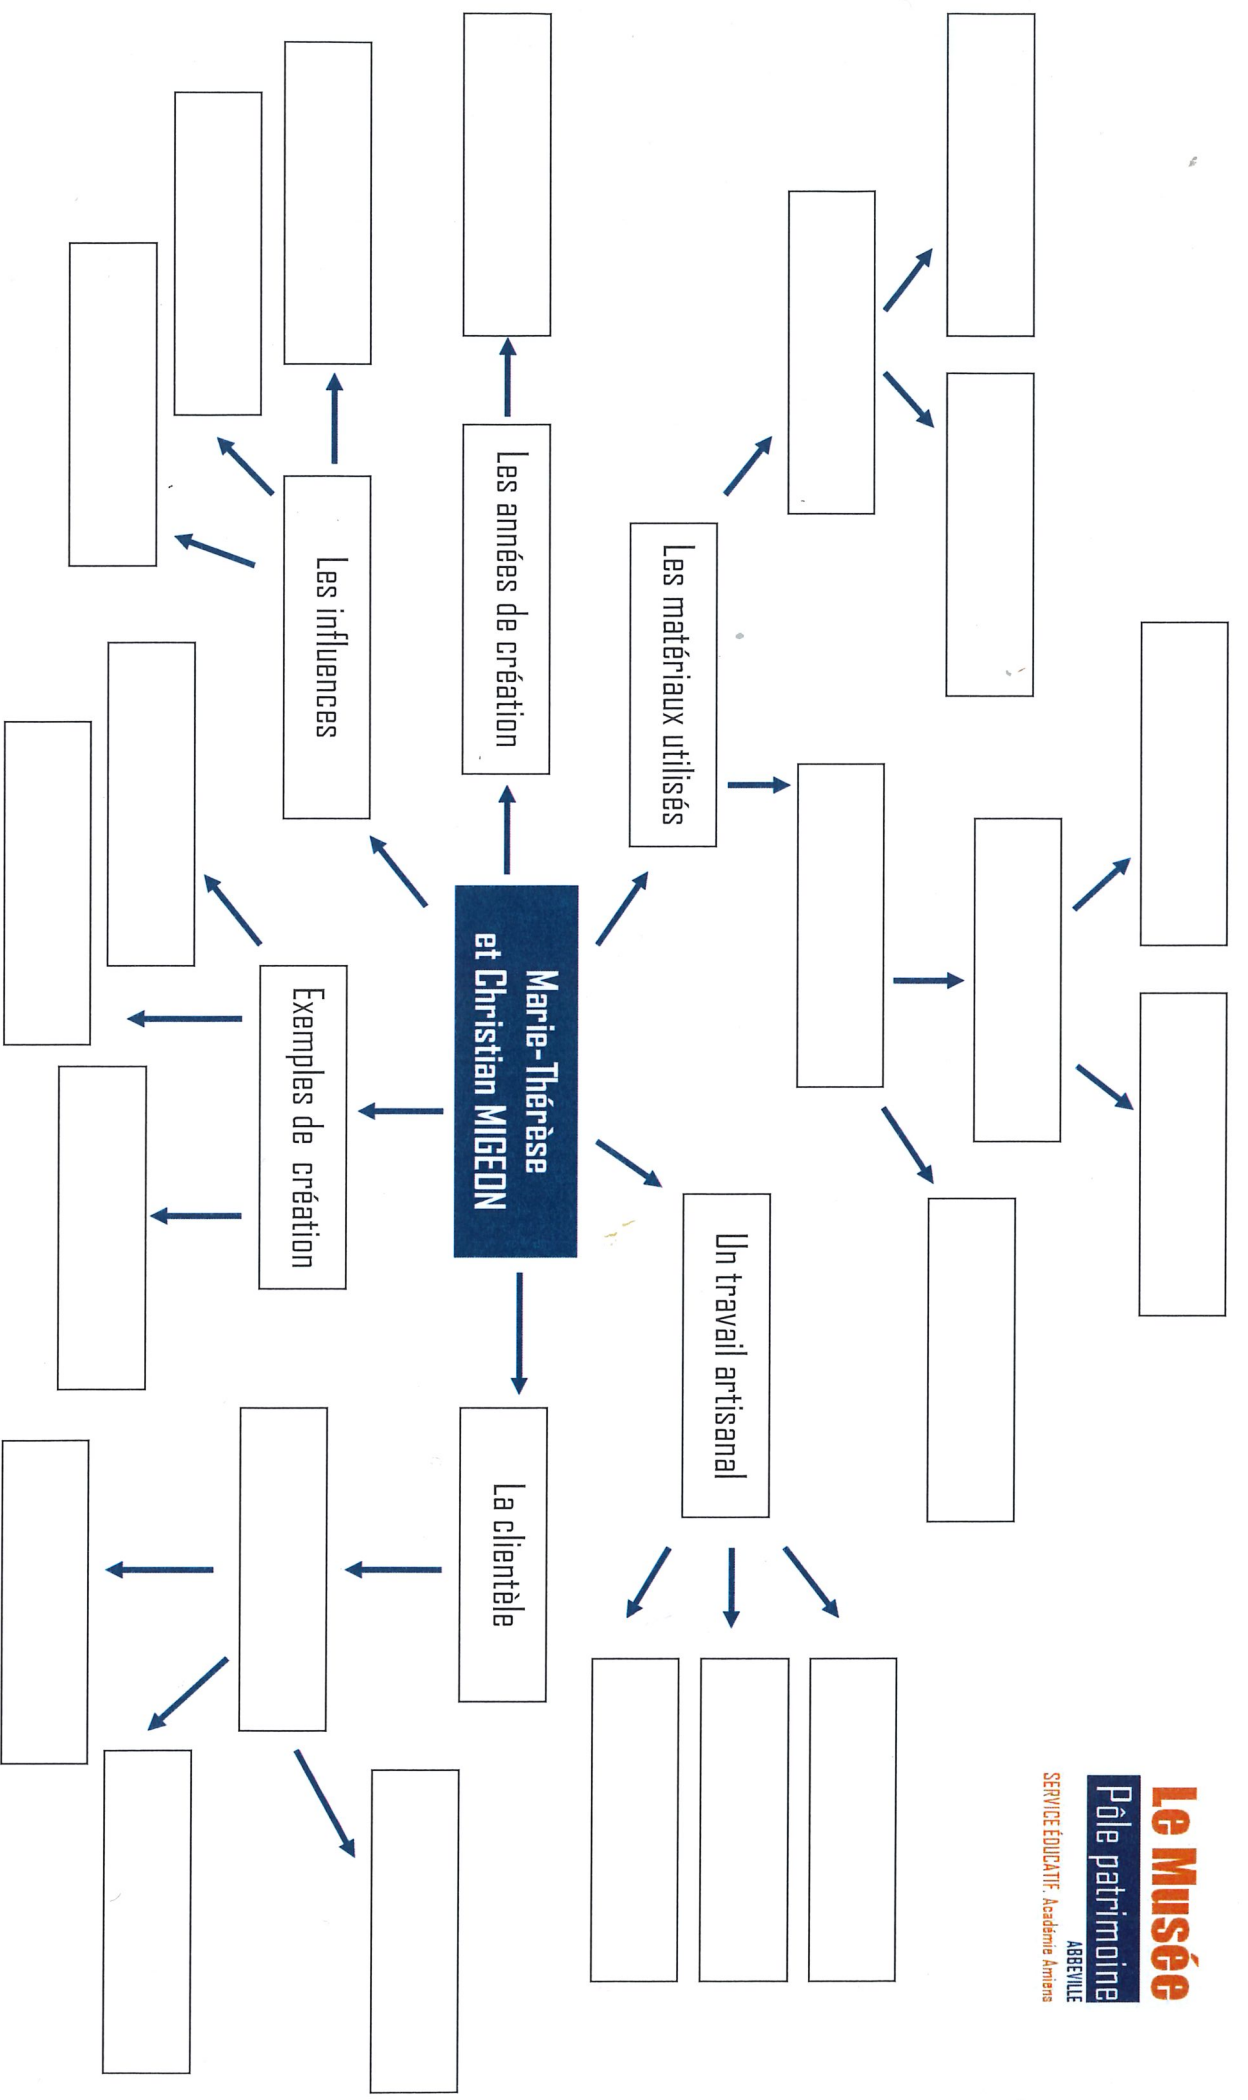 Le Musée
Pôle patrimoine
ABBEVILLE
SERVICE ÉDUCATIF. Académie Amiens
Les matériaux utilisés
Un travail artisanal
Les années de création
Marie-Thérèse
et Christian MIGEON
La clientèle
Les influences
Exemples de création